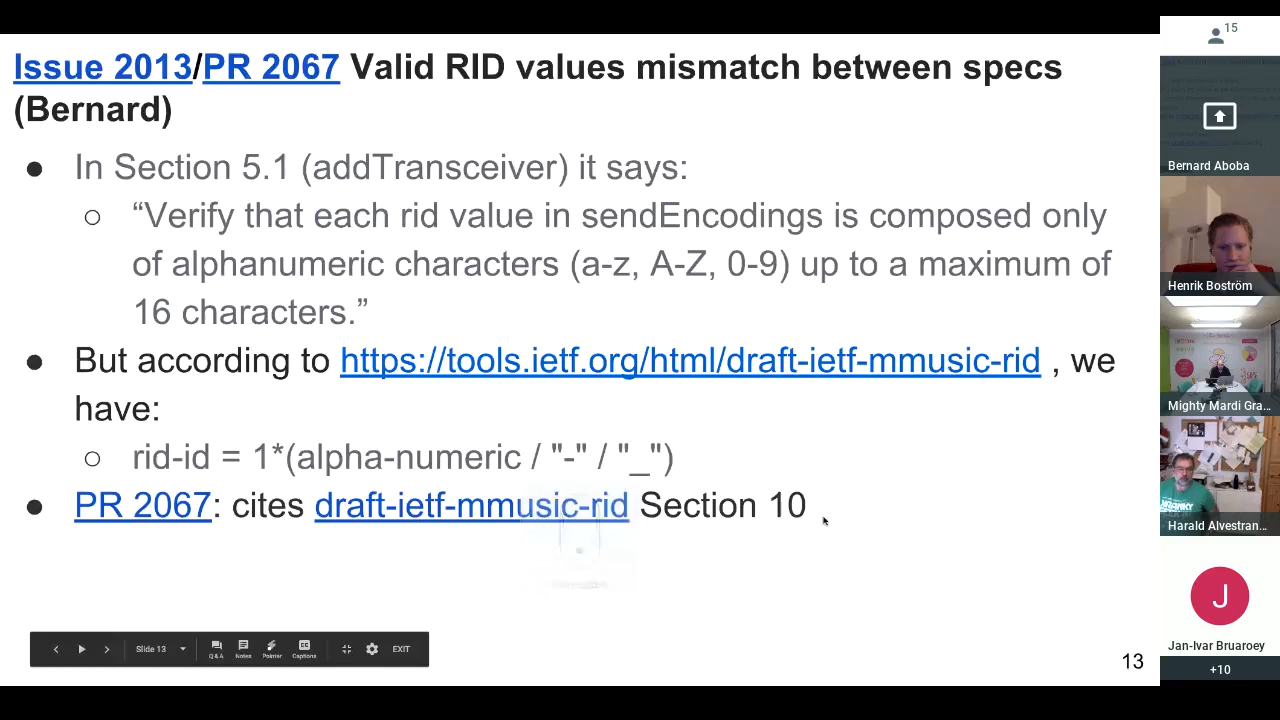 Issue 2013/PR 2067 Valid RID values mismatch between specs
(Bernard)
● In Section 5.1 (addTransceiver) it says:
○ “Verify that each rid value in sendEncodings is composed only
of alphanumeric characters (a-z, A-Z, 0-9) up to a maximum of
16 characters.”
● But according to https://tools.ietf.org/html/draft-ietf-mmusic-rid , we
have:
○ rid-id = 1*(alpha-numeric / "-" / "_")
● PR 2067: cites draft-ietf-mmusic-rid Section 10
Slide 13
Q&A
Notes
Pointer
Captions
EXIT
13
15
Bernard Aboba
Henrik Boström
Mighty Mardi Gra...
Harald Alvestran...
J
Jan-Ivar Bruaroey
+10